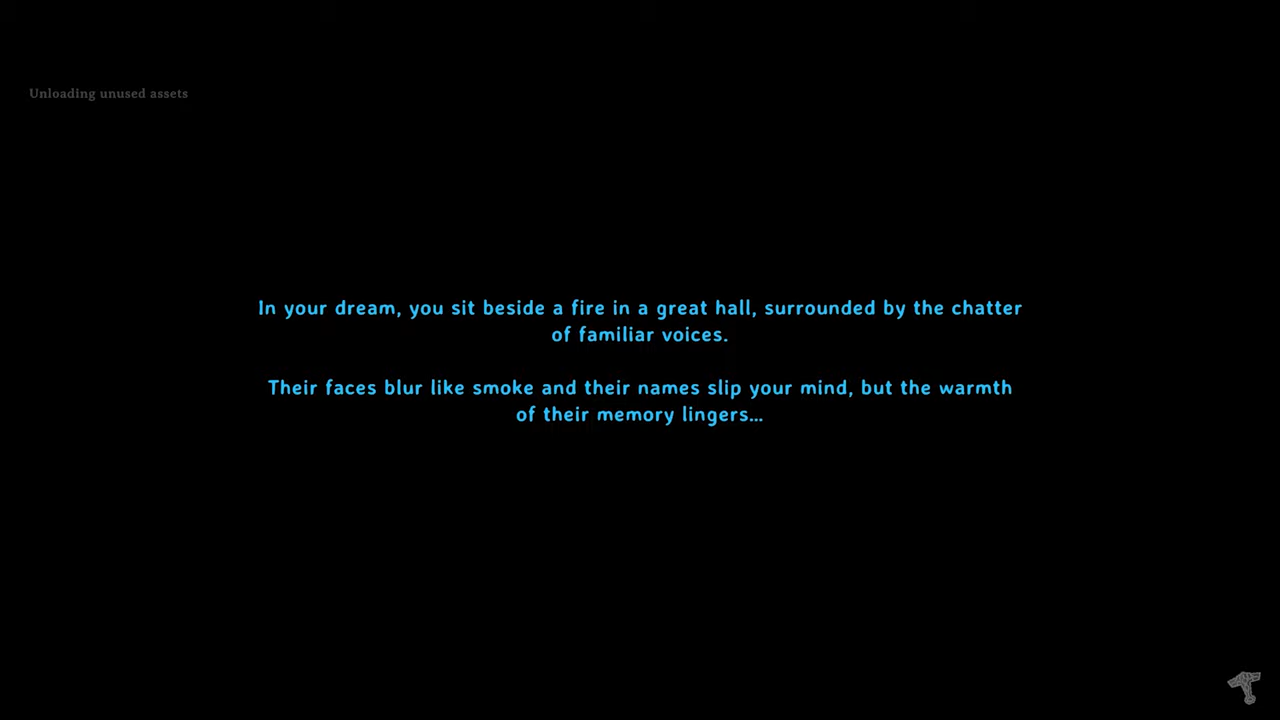 Unloading unused assets
In your dream, you sit beside a fire in a great hall, surrounded by the chatter
of familiar voices.
Their faces blur like smoke and their names slip your mind, but the warmth
of their memory lingers...